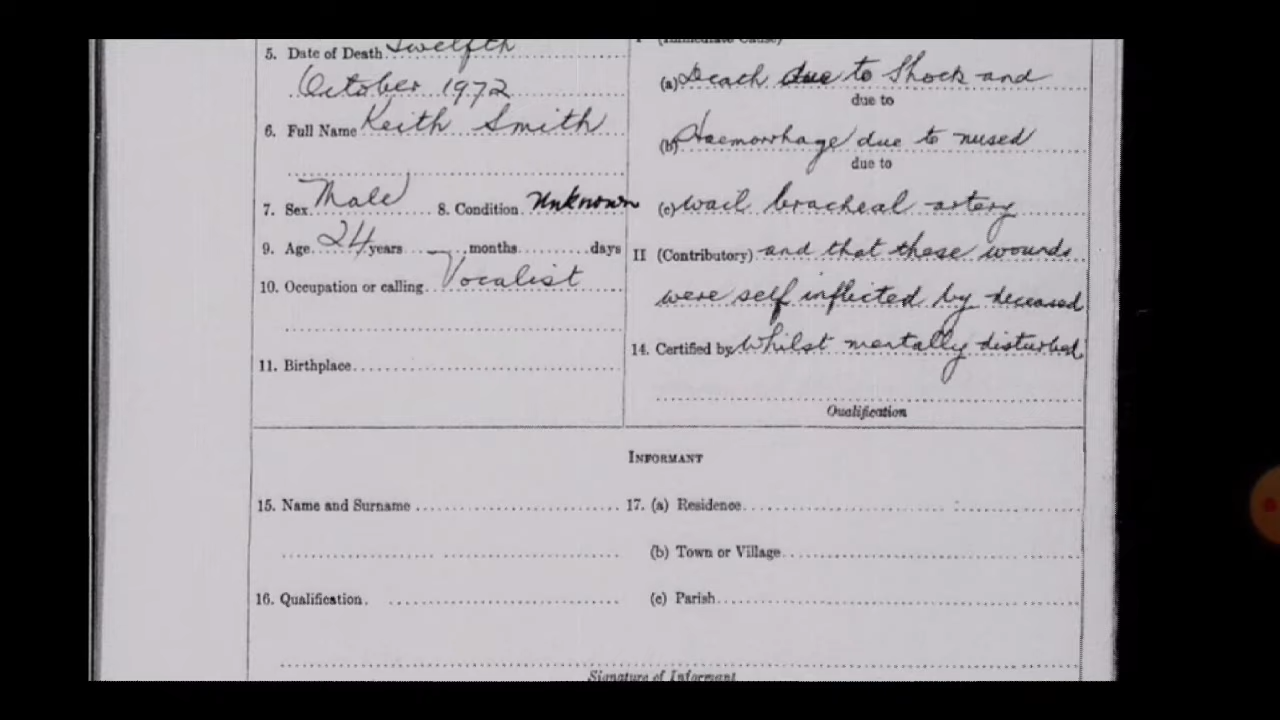 5. Date of Death Twelfth
October 1972
6. Full Name Keith Smith
7. Sex Male 8. Condition Unknown
9. Age 24 years months days
10. Occupation or calling Vocalist
11. Birthplace
I (Immediate Cause)
(a) Death due to Shock and
due to
(b) Haemorrhage due to
due to
(c) bracheal artery
II (Contributory) and that these wounds
were self inflicted by deceased
14. Certified by Whilst mentally disturbed
Qualification
INFORMANT
15. Name and Surname
16. Qualification.
17. (a) Residence
(b) Town or Village
(c) Parish
Signature of Informant